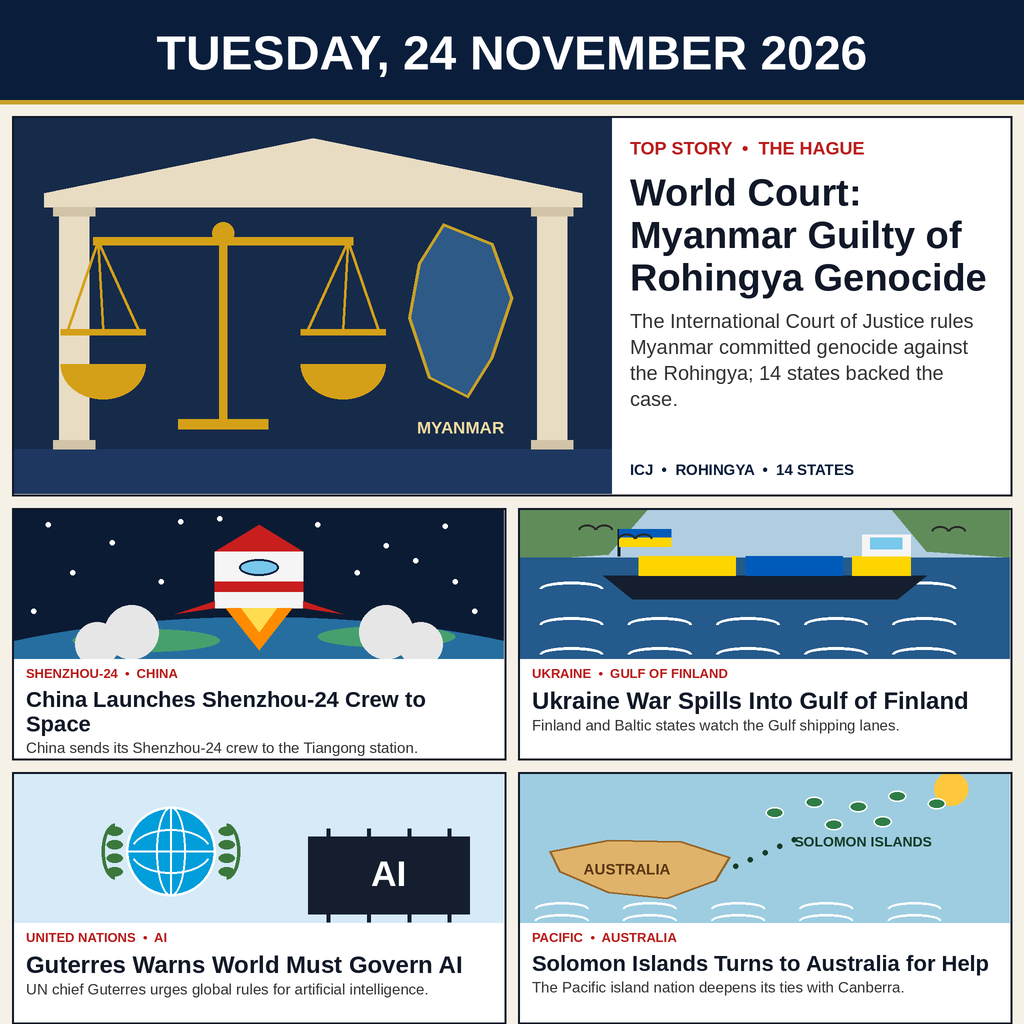 TUESDAY, 24 NOVEMBER 2026
TOP STORY • THE HAGUE
World Court:
Myanmar Guilty of
Rohingya Genocide
The International Court of Justice rules
Myanmar committed genocide against
the Rohingya; 14 states backed the
case.
ICJ • ROHINGYA • 14 STATES
MYANMAR
SHENZHOU-24 • CHINA
China Launches Shenzhou-24 Crew to
Space
China sends its Shenzhou-24 crew to the Tiangong station.
UKRAINE • GULF OF FINLAND
Ukraine War Spills Into Gulf of Finland
Finland and Baltic states watch the Gulf shipping lanes.
AI
UNITED NATIONS • AI
Guterres Warns World Must Govern AI
UN chief Guterres urges global rules for artificial intelligence.
SOLOMON ISLANDS
AUSTRALIA
PACIFIC • AUSTRALIA
Solomon Islands Turns to Australia for Help
The Pacific island nation deepens its ties with Canberra.